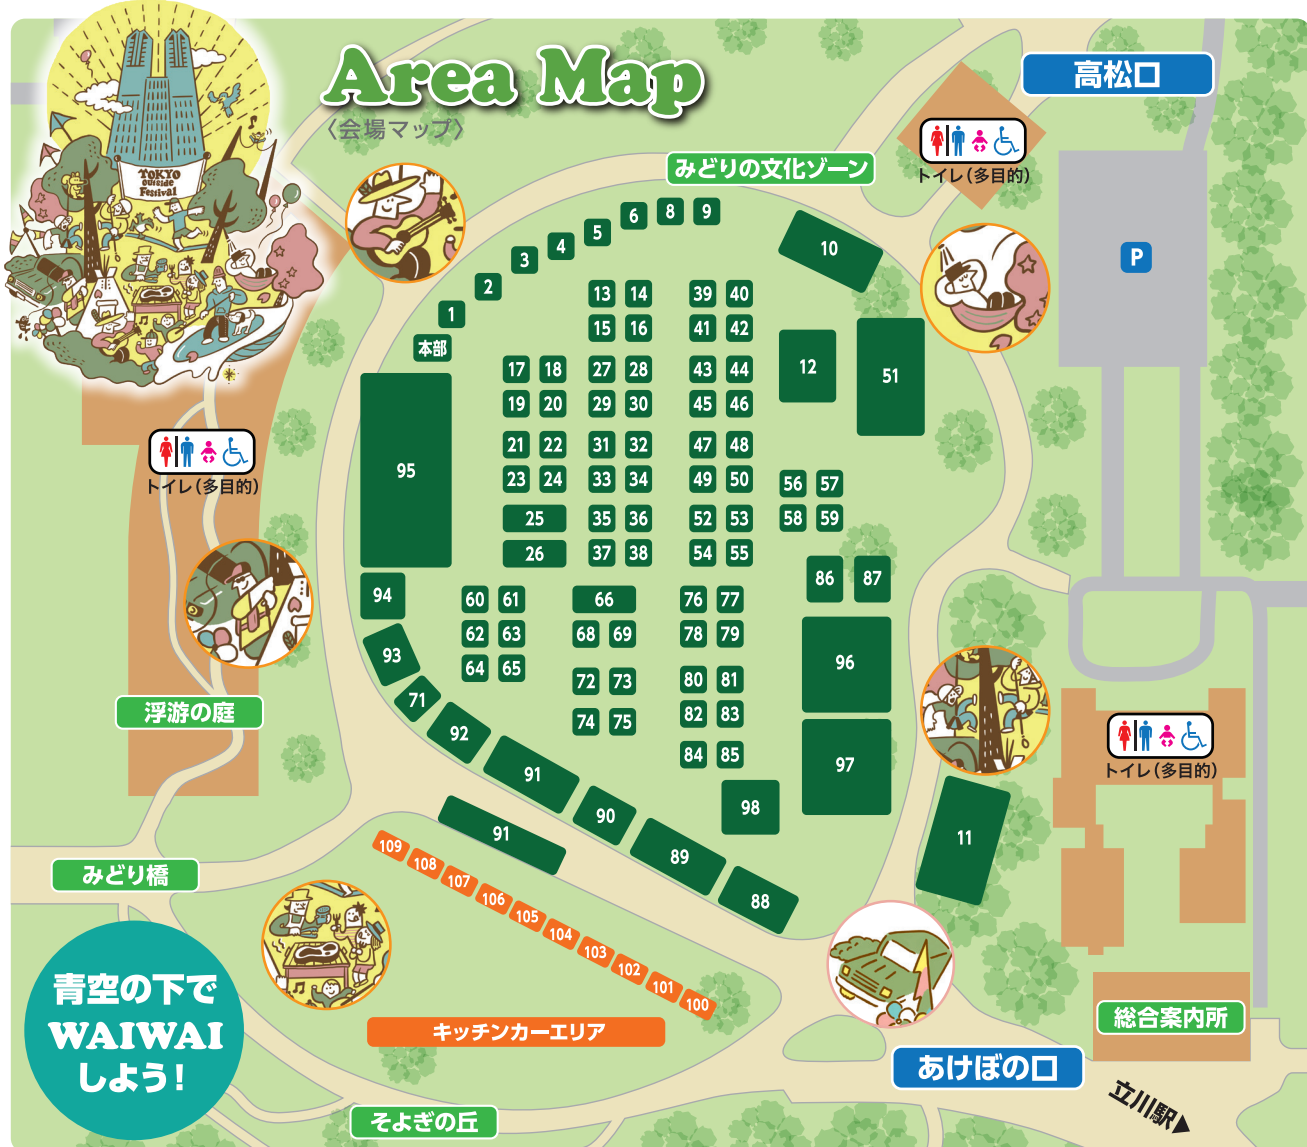 Area Map
〈会場マップ〉
TOKYO
outside
Festival
高松口
トイレ（多目的）
みどりの文化ゾーン
P
1
2
3
4
5
6
8
9
10
本部
13 14 39 40
15 16 41 42
12
51
17 18 27 28 43 44
19 20 29 30 45 46
21 22 31 32 47 48
23 24 33 34 49 50
56 57
25 35 36 52 53
58 59
26 37 38 54 55
95
トイレ（多目的）
86 87
94
60 61 66 76 77
62 63 68 69 78 79
64 65 72 73 80 81
74 75 82 83
84 85
96
97
98
93
71
92
91
90
89
88
91
11
浮游の庭
トイレ（多目的）
みどり橋
109
108
107
106
105
104
103
102
101
100
キッチンカーエリア
青空の下で
WAIWAI
しよう！
総合案内所
あけぼの口
立川駅▶
そよぎの丘